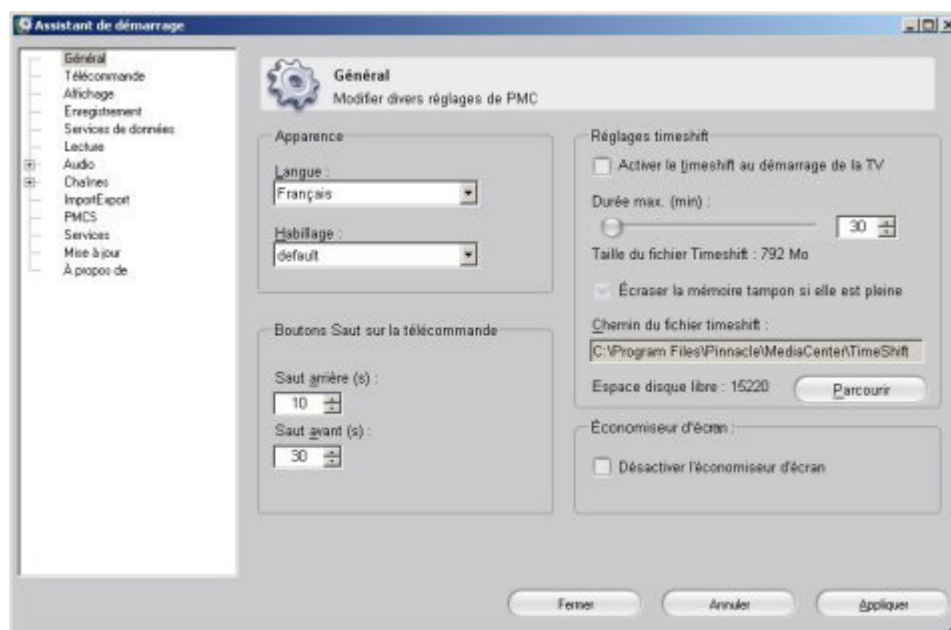 Assistant de démarrage
Général
Télécommande
Affichage
Enregistrement
Services de données
Lecture
Audio
Chaînes
ImportExport
PMCS
Services
Mise à jour
À propos de
Général
Modifier divers réglages de PMC
Apparence
Langue :
Français
Habillage :
default
Boutons Saut sur la télécommande
Saut arrière (s) :
10
Saut avant (s) :
30
Réglages timeshift
Activer le timeshift au démarrage de la TV
Durée max. (min) :
30
Taille du fichier Timeshift : 792 Mo
Écraser la mémoire tampon si elle est pleine
Chemin du fichier timeshift :
C:\Program Files\Pinnacle\MediaCenter\TimeShift
Espace disque libre : 15220
Parcourir
Économiseur d'écran :
Désactiver l'économiseur d'écran
Fermer
Annuler
Appliquer